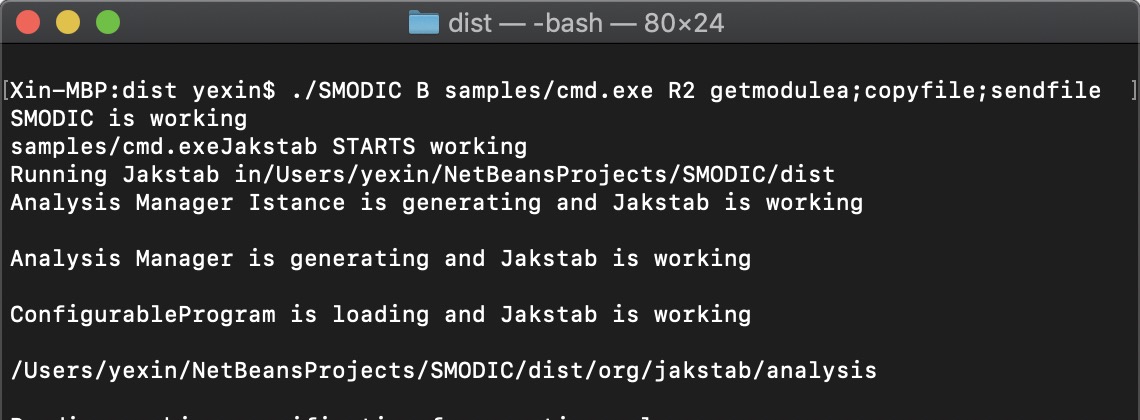 dist — -bash — 80×24
[Xin-MBP:dist yexin$ ./SMODIC B samples/cmd.exe R2 getmodulea;copyfile;sendfile ]
SMODIC is working
samples/cmd.exeJakstab STARTS working
Running Jakstab in/Users/yexin/NetBeansProjects/SMODIC/dist
Analysis Manager Istance is generating and Jakstab is working
Analysis Manager is generating and Jakstab is working
ConfigurableProgram is loading and Jakstab is working
/Users/yexin/NetBeansProjects/SMODIC/dist/org/jakstab/analysis